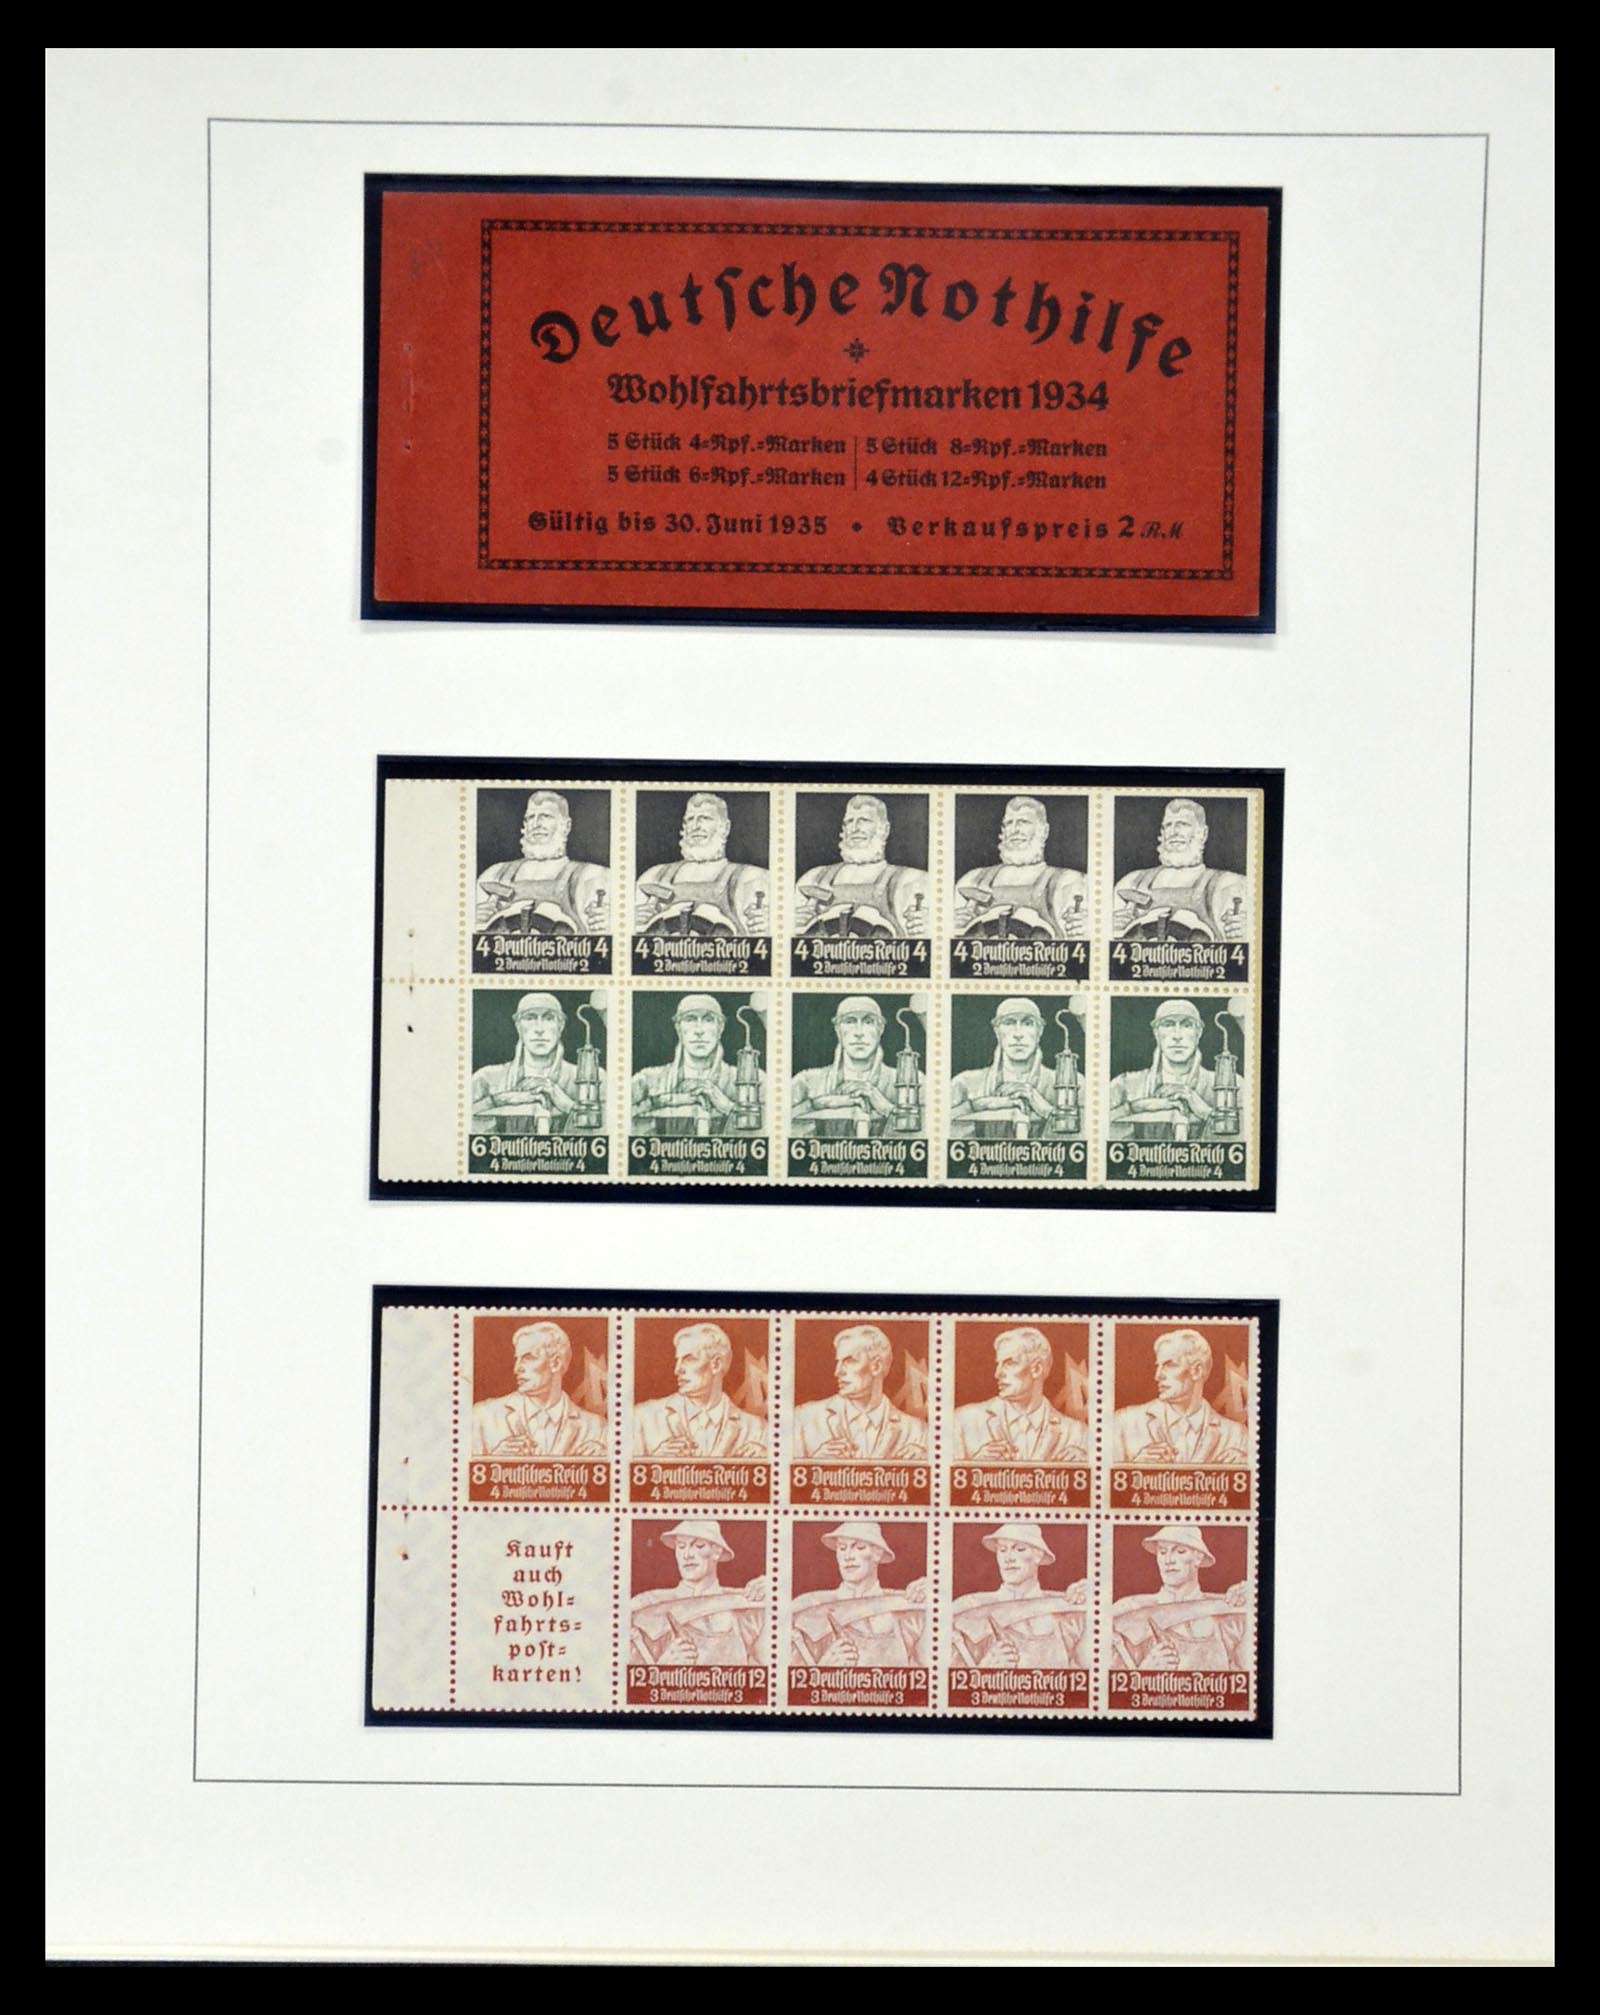 Deutsche Nothilfe
Wohlfahrtsbriefmarken 1934
5 Stück 4=Rpf.=Marken | 5 Stück 8=Rpf.=Marken
5 Stück 6=Rpf.=Marken | 4 Stück 12=Rpf.=Marken
Gültig bis 30. Juni 1935 • Verkaufspreis 2 RM
4 Deutsches Reich 4 4 Deutsches Reich 4 4 Deutsches Reich 4 4 Deutsches Reich 4 4 Deutsches Reich 4
2 Deutsche Nothilfe 2 2 Deutsche Nothilfe 2 2 Deutsche Nothilfe 2 2 Deutsche Nothilfe 2 2 Deutsche Nothilfe 2
6 Deutsches Reich 6 6 Deutsches Reich 6 6 Deutsches Reich 6 6 Deutsches Reich 6 6 Deutsches Reich 6
4 Deutsche Nothilfe 4 4 Deutsche Nothilfe 4 4 Deutsche Nothilfe 4 4 Deutsche Nothilfe 4 4 Deutsche Nothilfe 4
8 Deutsches Reich 8 8 Deutsches Reich 8 8 Deutsches Reich 8 8 Deutsches Reich 8 8 Deutsches Reich 8
4 Deutsche Nothilfe 4 4 Deutsche Nothilfe 4 4 Deutsche Nothilfe 4 4 Deutsche Nothilfe 4 4 Deutsche Nothilfe 4
Kauft
auch
Wohl=
fahrts=
post=
karten!
12 Deutsches Reich 12 12 Deutsches Reich 12 12 Deutsches Reich 12 12 Deutsches Reich 12
3 Deutsche Nothilfe 3 3 Deutsche Nothilfe 3 3 Deutsche Nothilfe 3 3 Deutsche Nothilfe 3